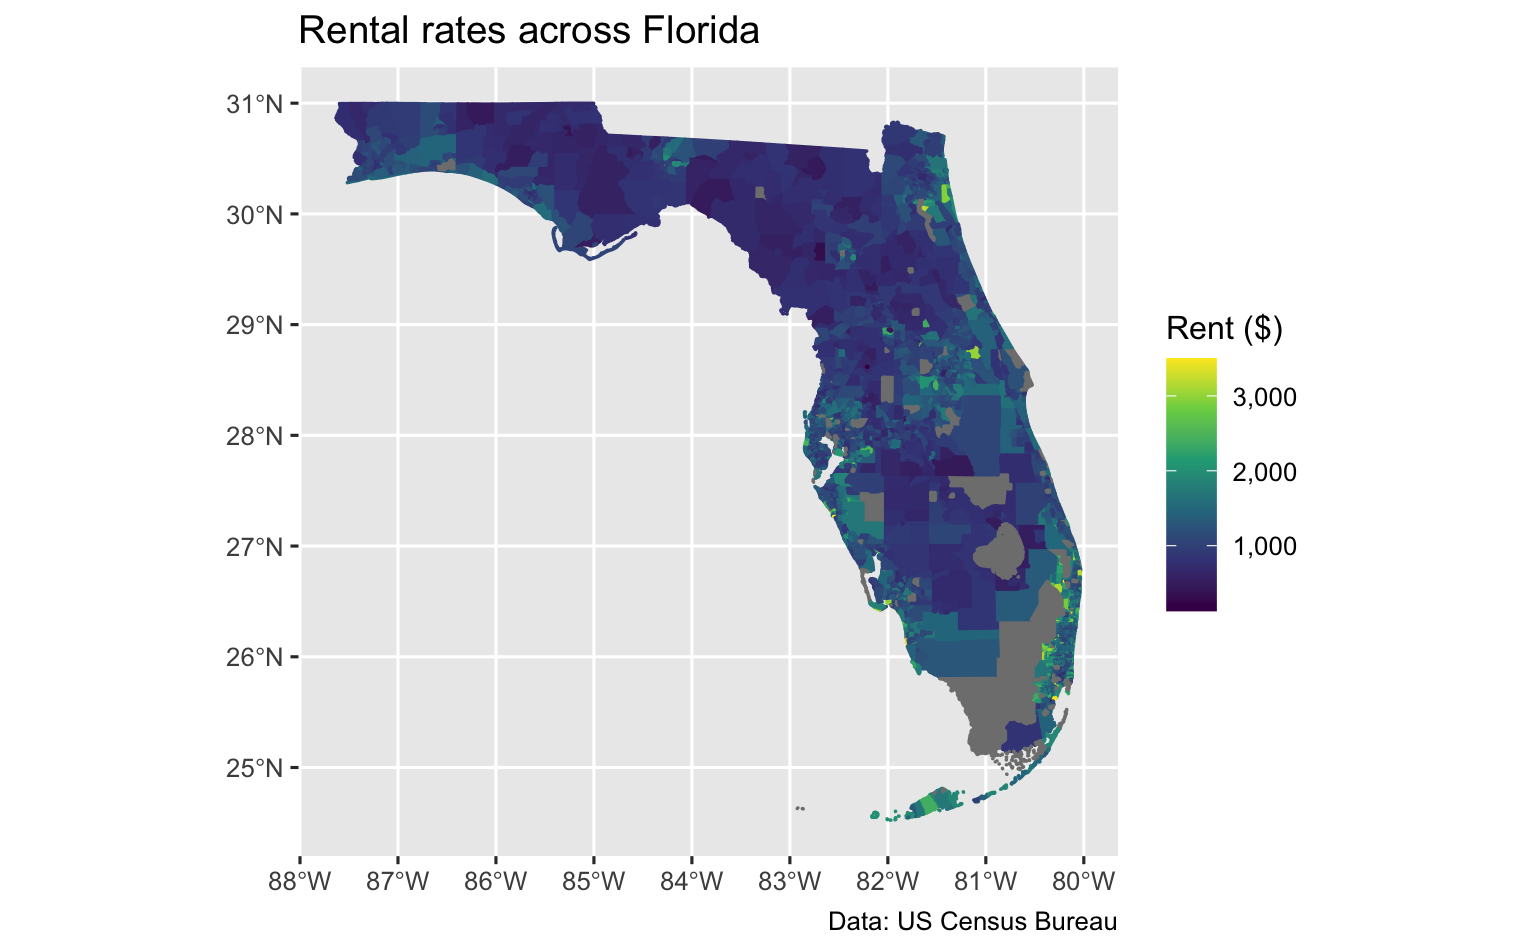 Rental rates across Florida
31°N
30°N
29°N
28°N
27°N
26°N
25°N
88°W 87°W 86°W 85°W 84°W 83°W 82°W 81°W 80°W
Rent ($)
3,000
2,000
1,000
Data: US Census Bureau